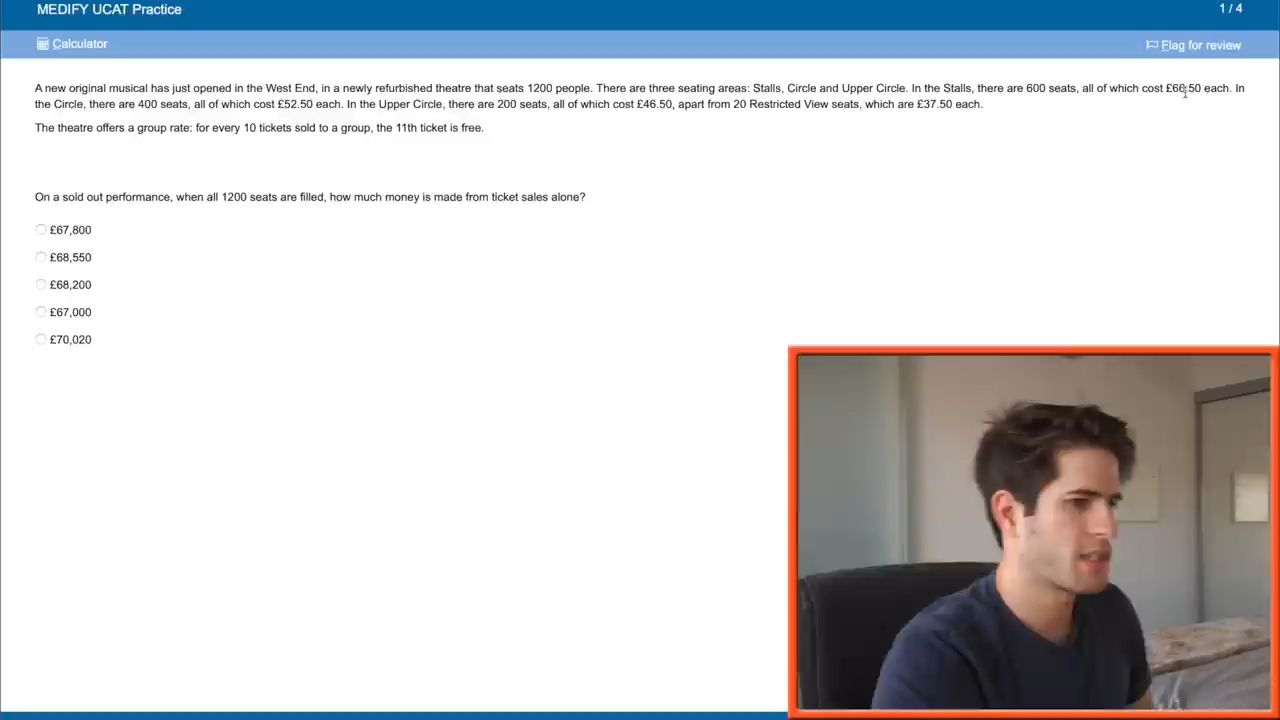 MEDIFY UCAT Practice
1 / 4
Calculator
Flag for review
A new original musical has just opened in the West End, in a newly refurbished theatre that seats 1200 people. There are three seating areas: Stalls, Circle and Upper Circle. In the Stalls, there are 600 seats, all of which cost £66.50 each. In
the Circle, there are 400 seats, all of which cost £52.50 each. In the Upper Circle, there are 200 seats, all of which cost £46.50, apart from 20 Restricted View seats, which are £37.50 each.
The theatre offers a group rate: for every 10 tickets sold to a group, the 11th ticket is free.
On a sold out performance, when all 1200 seats are filled, how much money is made from ticket sales alone?
£67,800
£68,550
£68,200
£67,000
£70,020